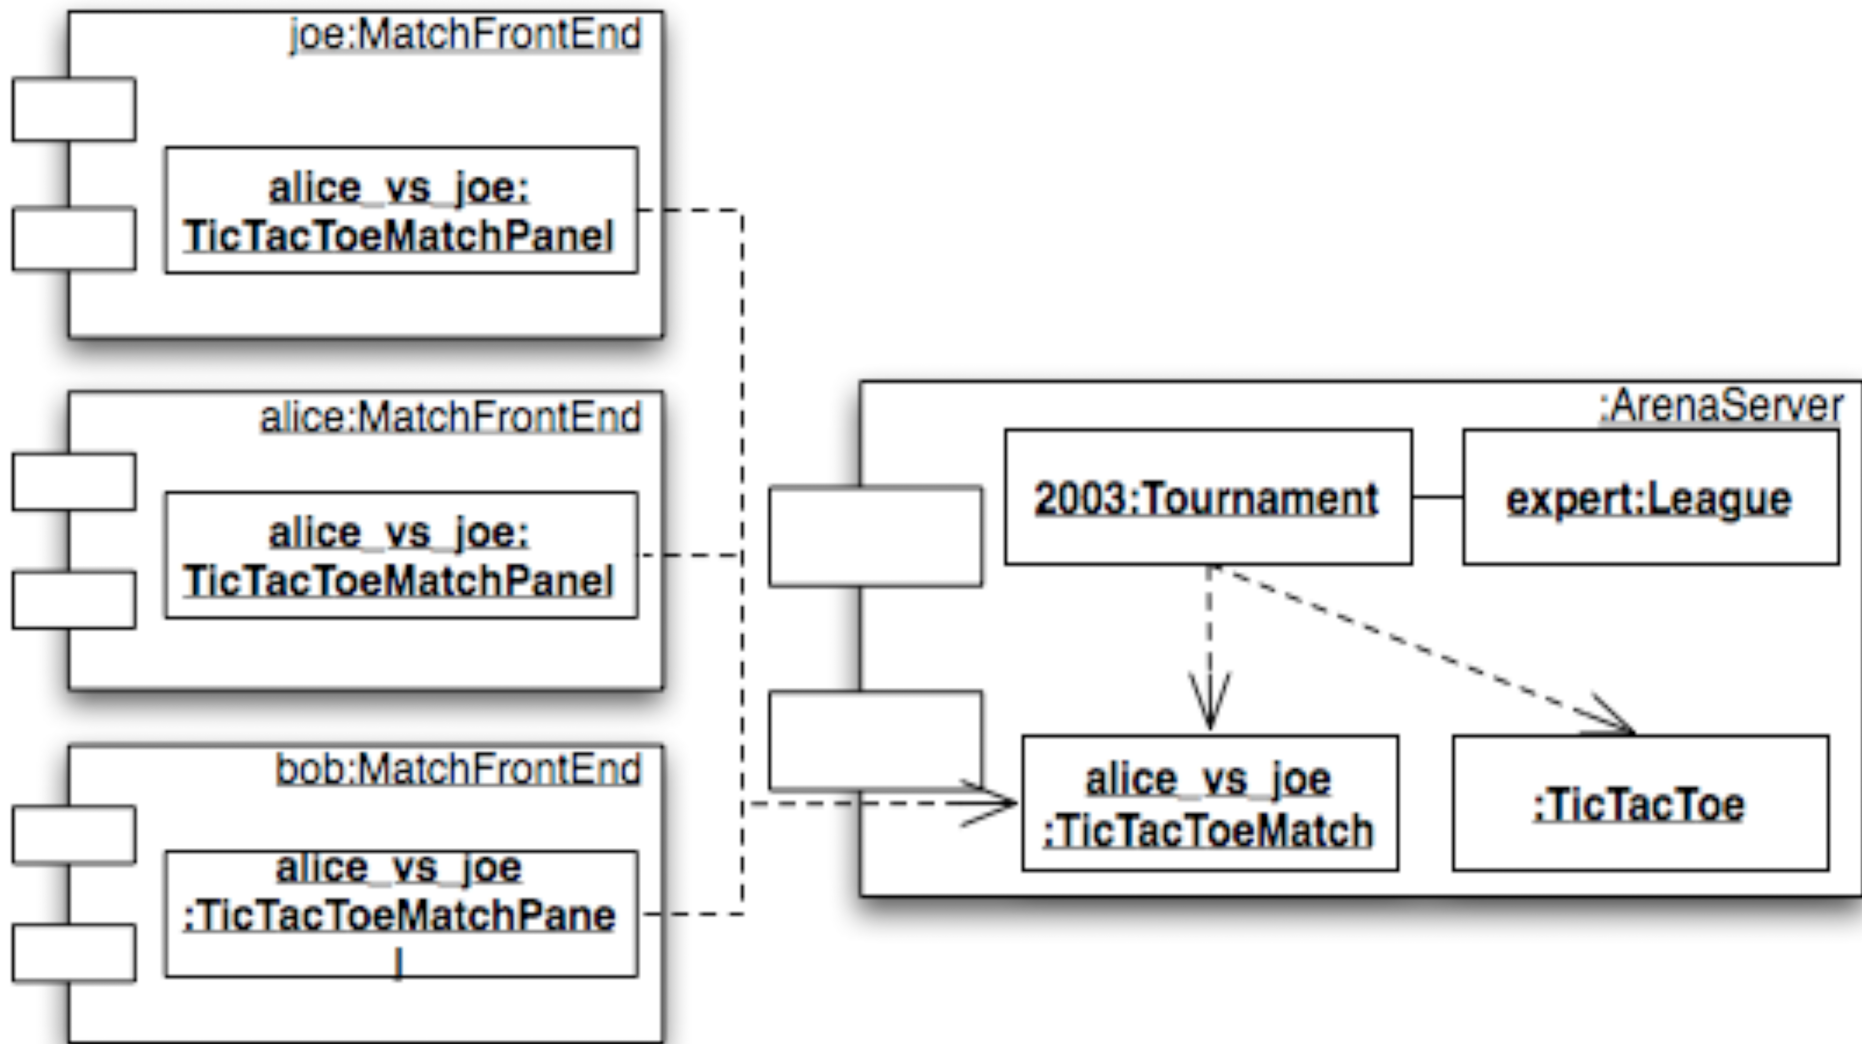 joe:MatchFrontEnd
alice_vs_joe:
TicTacToeMatchPanel
alice:MatchFrontEnd
alice_vs_joe:
TicTacToeMatchPanel
bob:MatchFrontEnd
alice_vs_joe
:TicTacToeMatchPane
l
:ArenaServer
2003:Tournament
expert:League
alice_vs_joe
:TicTacToeMatch
:TicTacToe